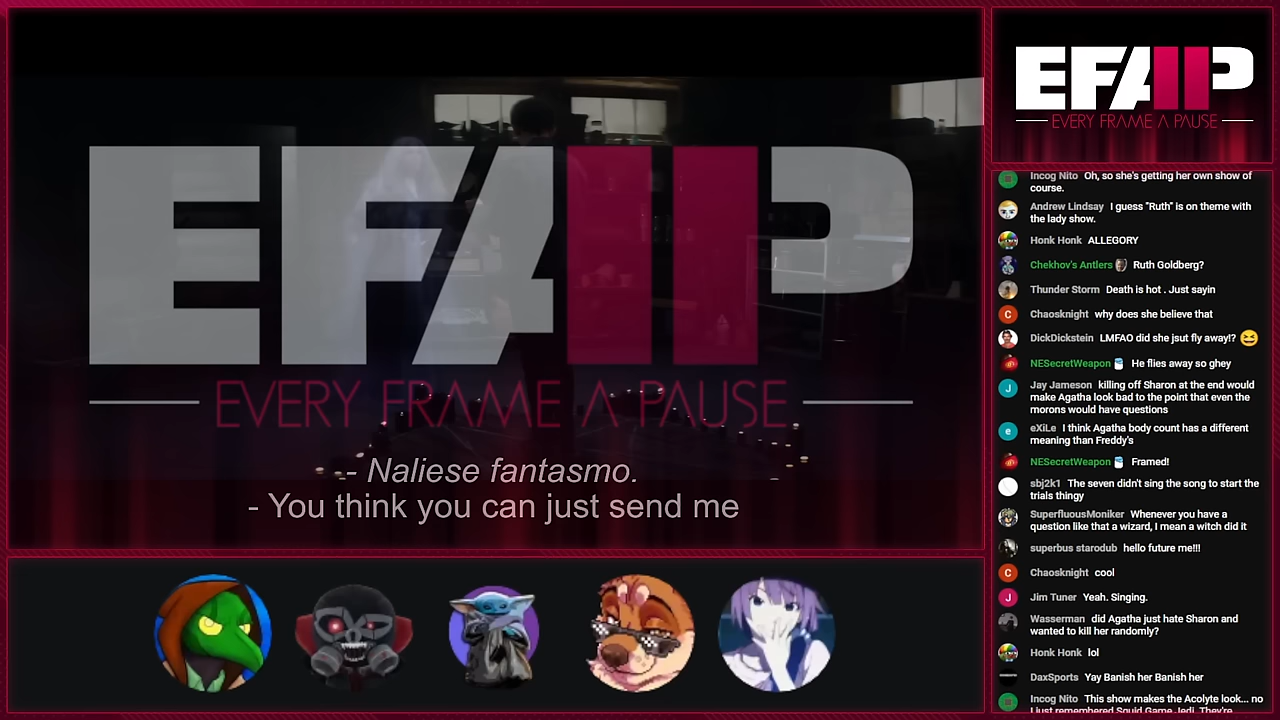 EFAP
EVERY FRAME A PAUSE
- Naliese fantasmo.
- You think you can just send me
EFAP
EVERY FRAME A PAUSE
Incog Nito Oh, so she's getting her own show of
course.
Andrew Lindsay I guess "Ruth" is on theme with
the lady show.
Honk Honk ALLEGORY
Chekhov's Antlers Ruth Goldberg?
Thunder Storm Death is hot . Just sayin
C
Chaosknight why does she believe that
DickDickstein LMFAO did she jsut fly away!?
NESecretWeapon He flies away so ghey
J
Jay Jameson killing off Sharon at the end would
make Agatha look bad to the point that even the
morons would have questions
e
eXiLe I think Agatha body count has a different
meaning than Freddy's
NESecretWeapon Framed!
sbj2k1 The seven didn't sing the song to start the
trials thingy
SuperfluousMoniker Whenever you have a
question like that a wizard, I mean a witch did it
superbus starodub hello future me!!!
C
Chaosknight cool
J
Jim Tuner Yeah. Singing.
Wasserman did Agatha just hate Sharon and
wanted to kill her randomly?
Honk Honk lol
DaxSports Yay Banish her Banish her
Incog Nito This show makes the Acolyte look... no
I just remembered Squid Game Jedi. They're